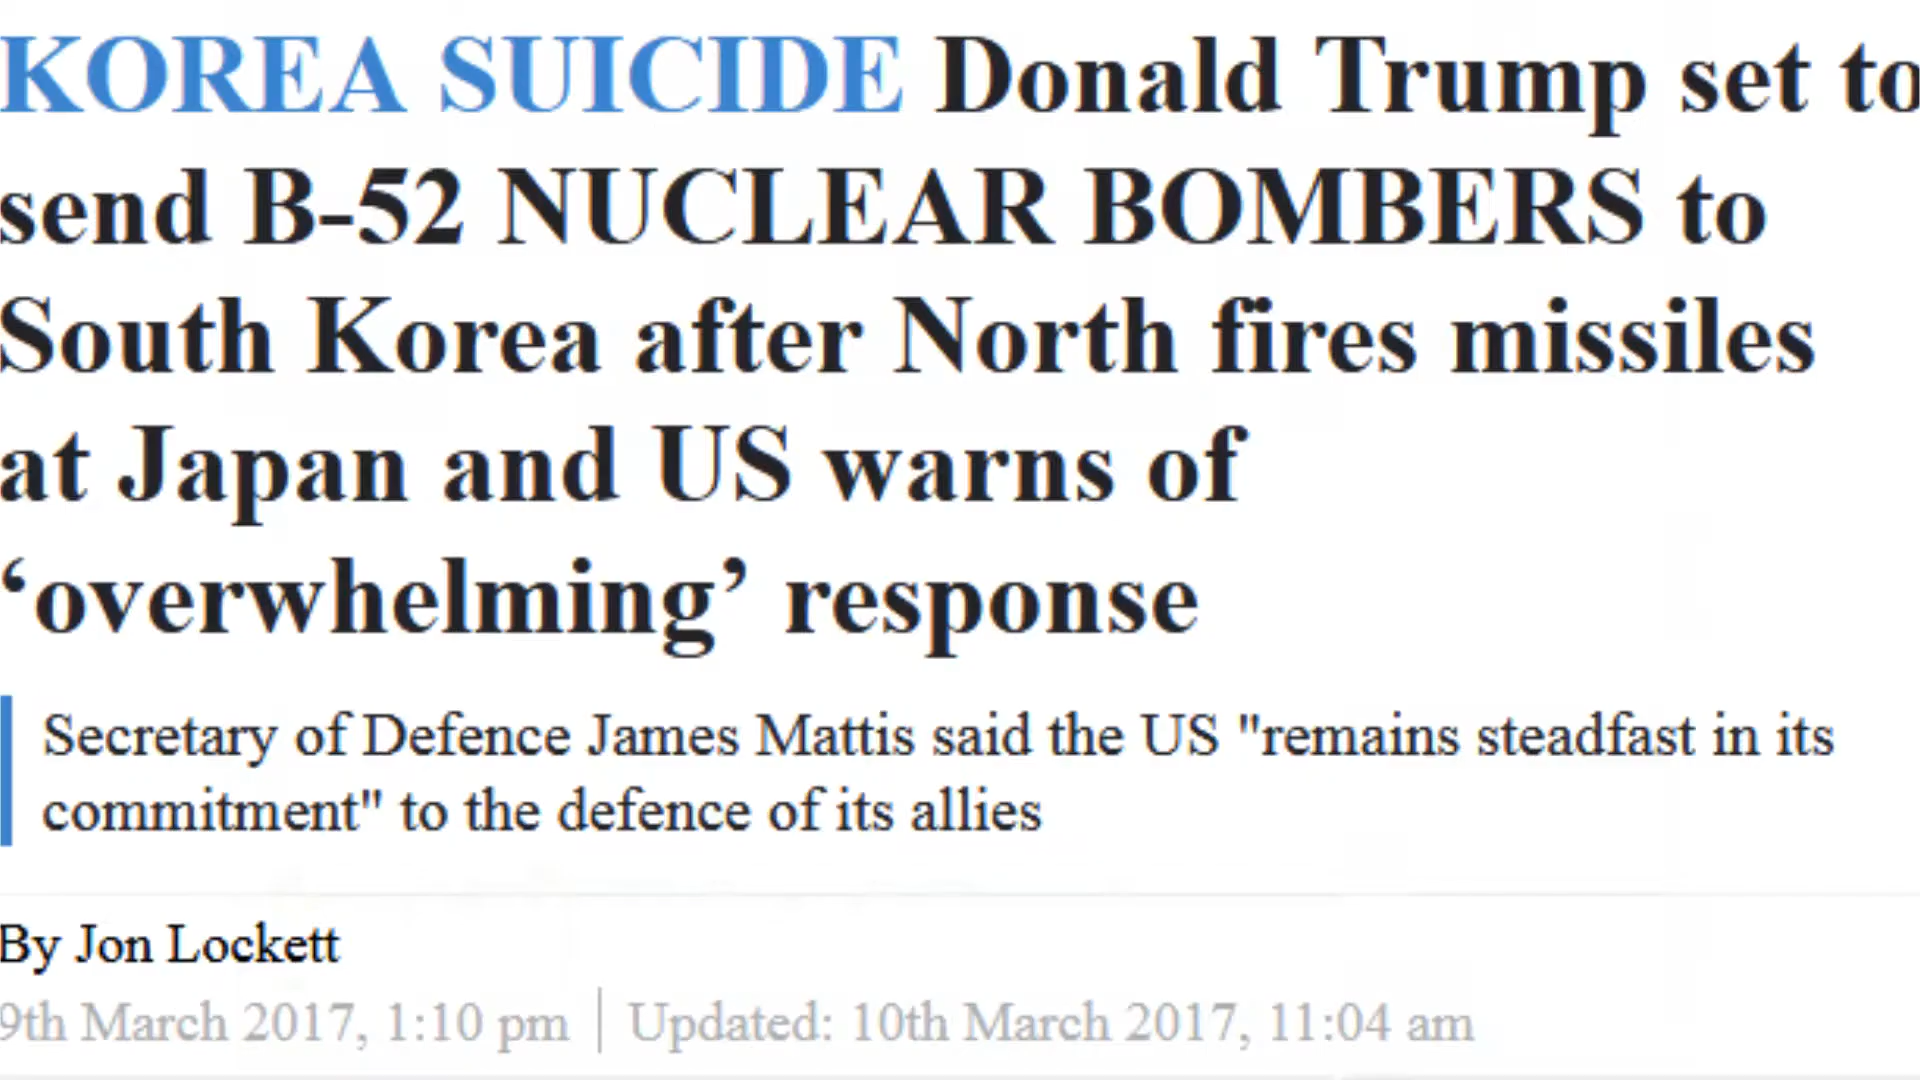 KOREA SUICIDE Donald Trump set to
send B-52 NUCLEAR BOMBERS to
South Korea after North fires missiles
at Japan and US warns of
‘overwhelming’ response
Secretary of Defence James Mattis said the US "remains steadfast in its
commitment" to the defence of its allies
By Jon Lockett
9th March 2017, 1:10 pm | Updated: 10th March 2017, 11:04 am